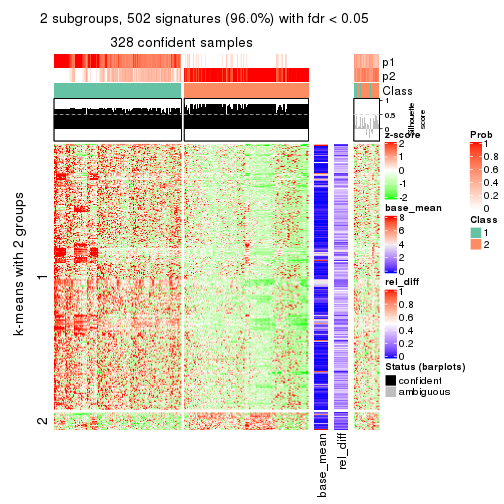 2 subgroups, 502 signatures (96.0%) with fdr < 0.05
328 confident samples
p1
p2
Class
1
0.5
0
Silhouette
score
k-means with 2 groups
1
2
base_mean
rel_diff
z-score
2
1
0
-1
-2
base_mean
8
6
4
2
0
rel_diff
1
0.8
0.6
0.4
0.2
0
Status (barplots)
confident
ambiguous
Prob
1
0.8
0.6
0.4
0.2
0
Class
1
2